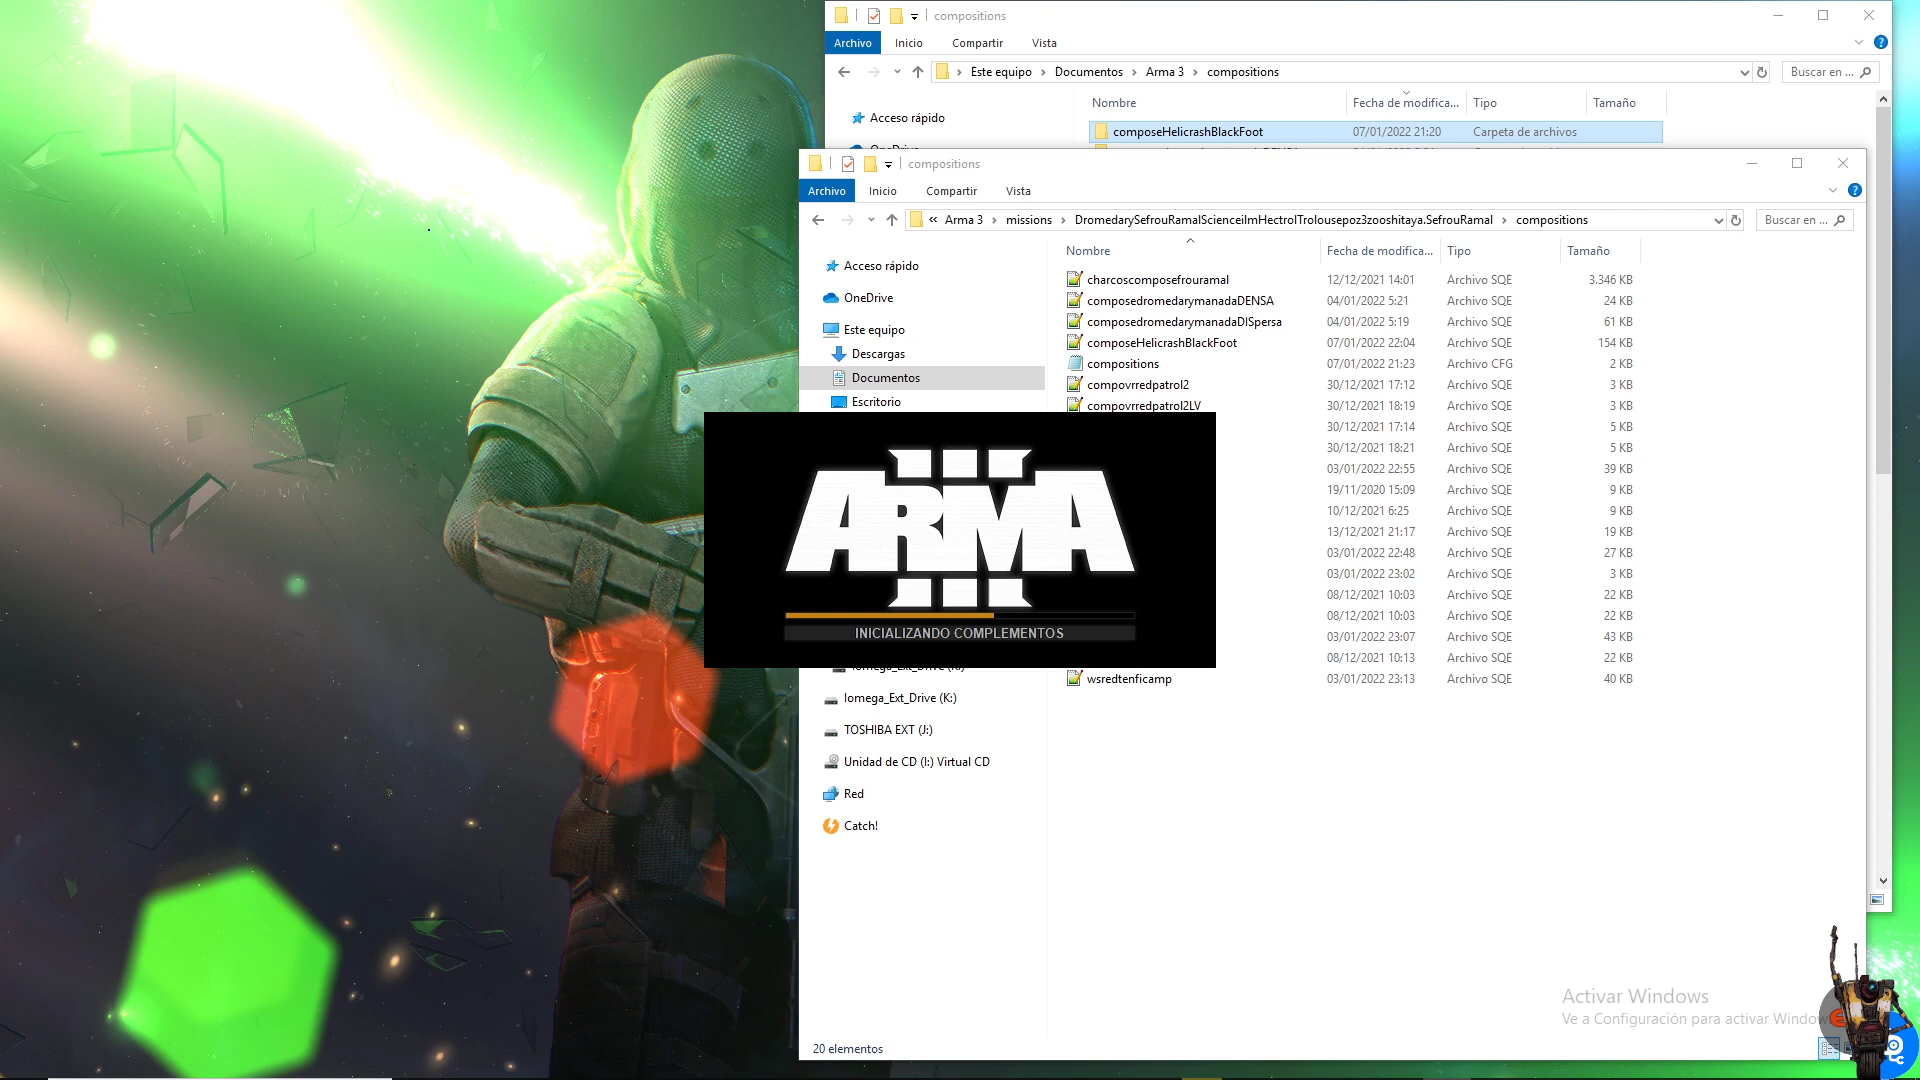 compositions
Archivo Inicio Compartir Vista
Este equipo Documentos Arma 3 compositions
Buscar en ...
Nombre Fecha de modifica... Tipo Tamaño
Acceso rápido
composeHelicrashBlackFoot 07/01/2022 21:20 Carpeta de archivos
compositions
Archivo Inicio Compartir Vista
« Arma 3 missions DromedarySefrouRamalScienceiImHectrolTrolousepoz3zooshitaya.SefrouRamal compositions
Buscar en ...
Nombre Fecha de modifica... Tipo Tamaño
Acceso rápido
OneDrive
Este equipo
Descargas
Documentos
Escritorio
Iomega_Ext_Drive (K:)
TOSHIBA EXT (J:)
Unidad de CD (I:) Virtual CD
Red
Catch!
charcoscomposefrouramal 12/12/2021 14:01 Archivo SQE 3.346 KB
composedromedarymanadaDENSA 04/01/2022 5:21 Archivo SQE 24 KB
composedromedarymanadaDISpersa 04/01/2022 5:19 Archivo SQE 61 KB
composeHelicrashBlackFoot 07/01/2022 22:04 Archivo SQE 154 KB
compositions 07/01/2022 21:23 Archivo CFG 2 KB
compovrredpatrol2 30/12/2021 17:12 Archivo SQE 3 KB
compovrredpatrol2LV 30/12/2021 18:19 Archivo SQE 3 KB
30/12/2021 17:14 Archivo SQE 5 KB
30/12/2021 18:21 Archivo SQE 5 KB
03/01/2022 22:55 Archivo SQE 39 KB
19/11/2020 15:09 Archivo SQE 9 KB
10/12/2021 6:25 Archivo SQE 9 KB
13/12/2021 21:17 Archivo SQE 19 KB
03/01/2022 22:48 Archivo SQE 27 KB
03/01/2022 23:02 Archivo SQE 3 KB
08/12/2021 10:03 Archivo SQE 22 KB
08/12/2021 10:03 Archivo SQE 22 KB
03/01/2022 23:07 Archivo SQE 43 KB
08/12/2021 10:13 Archivo SQE 22 KB
wsredtenficamp 03/01/2022 23:13 Archivo SQE 40 KB
ARMA
III
INICIALIZANDO COMPLEMENTOS
Activar Windows
Ve a Configuración para activar Window
20 elementos